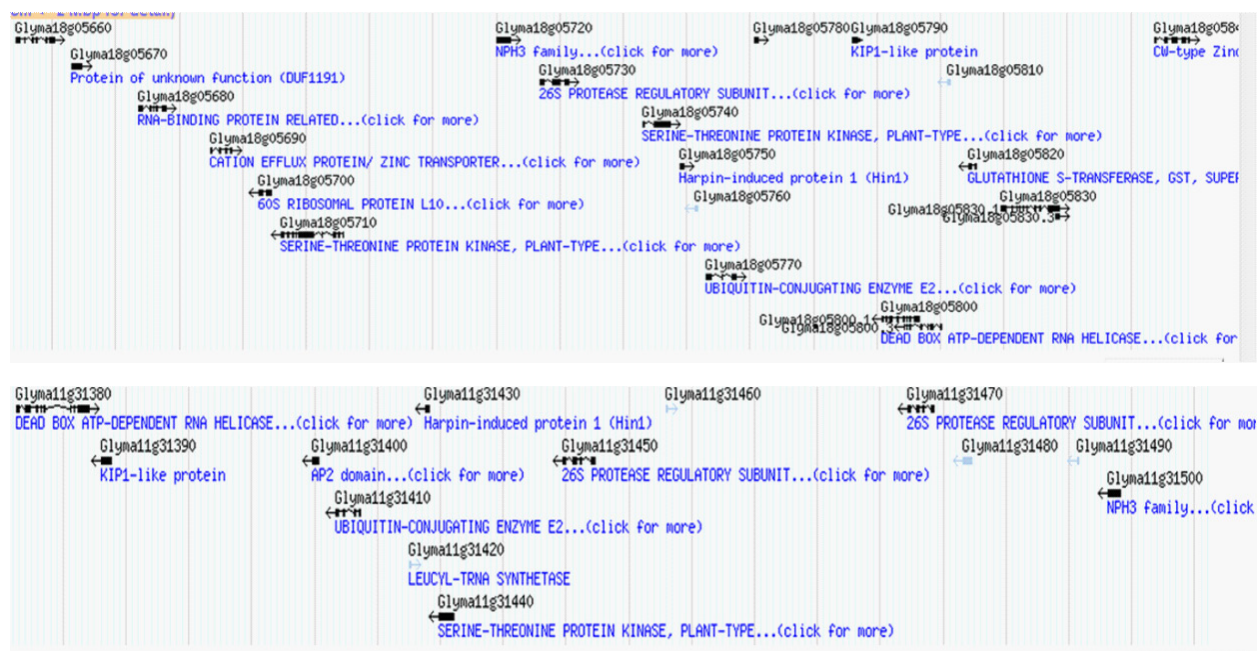 Glyma18g05660
Glyma18g05670
Protein of unknown function (DUF1191)
Glyma18g05680
RNA-BINDING PROTEIN RELATED...(click for more)
Glyma18g05690
CATION EFFLUX PROTEIN/ ZINC TRANSPORTER...(click for more)
Glyma18g05700
60S RIBOSOMAL PROTEIN L10...(click for more)
Glyma18g05710
SERINE-THREONINE PROTEIN KINASE, PLANT-TYPE...(click for more)
Glyma18g05720
NPH3 family...(click for more)
Glyma18g05730
26S PROTEASE REGULATORY SUBUNIT...(click for more)
Glyma18g05740
SERINE-THREONINE PROTEIN KINASE, PLANT-TYPE...(click for more)
Glyma18g05750
Harpin-induced protein 1 (Hin1)
Glyma18g05760
Glyma18g05770
UBIQUITIN-CONJUGATING ENZYME E2...(click for more)
Glyma18g05780
Glyma18g05790
KIP1-like protein
Glyma18g05800
Glyma18g05800.1
Glyma18g05800.3
DEAD BOX ATP-DEPENDENT RNA HELICASE...(click for
Glyma18g05810
Glyma18g05820
GLUTATHIONE S-TRANSFERASE, GST, SUPER
Glyma18g05830
Glyma18g05830.1
Glyma18g05830.3
Glyma18g0584
CW-type Zinc
Glyma11g31380
DEAD BOX ATP-DEPENDENT RNA HELICASE...(click for more)
Glyma11g31390
KIP1-like protein
Glyma11g31400
AP2 domain...(click for more)
Glyma11g31410
UBIQUITIN-CONJUGATING ENZYME E2...(click for more)
Glyma11g31420
LEUCYL-TRNA SYNTHETASE
Glyma11g31430
Harpin-induced protein 1 (Hin1)
Glyma11g31440
SERINE-THREONINE PROTEIN KINASE, PLANT-TYPE...(click for more)
Glyma11g31450
26S PROTEASE REGULATORY SUBUNIT...(click for more)
Glyma11g31460
Glyma11g31470
26S PROTEASE REGULATORY SUBUNIT...(click for mor
Glyma11g31480
Glyma11g31490
Glyma11g31500
NPH3 family...(click